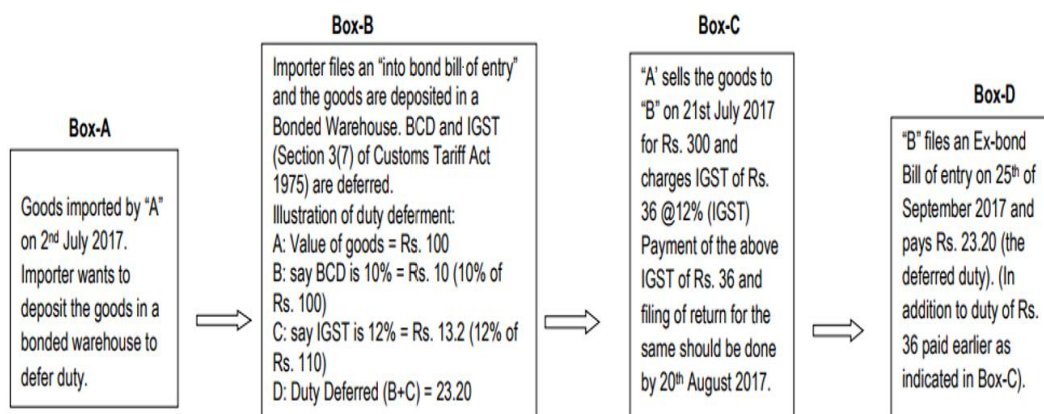 Box-A
Goods imported by “A”
on 2nd July 2017.
Importer wants to
deposit the goods in a
bonded warehouse to
defer duty.
Box-B
Importer files an “into bond bill of entry”
and the goods are deposited in a
Bonded Warehouse. BCD and IGST
(Section 3(7) of Customs Tariff Act
1975) are deferred.
Illustration of duty deferment:
A: Value of goods = Rs. 100
B: say BCD is 10% = Rs. 10 (10% of
Rs. 100)
C: say IGST is 12% = Rs. 13.2 (12% of
Rs. 110)
D: Duty Deferred (B+C) = 23.20
Box-C
“A’ sells the goods to
“B” on 21st July 2017
for Rs. 300 and
charges IGST of Rs.
36 @12% (IGST)
Payment of the above
IGST of Rs. 36 and
filing of return for the
same should be done
by 20th August 2017.
Box-D
“B” files an Ex-bond
Bill of entry on 25th of
September 2017 and
pays Rs. 23.20 (the
deferred duty). (In
addition to duty of Rs.
36 paid earlier as
indicated in Box-C).